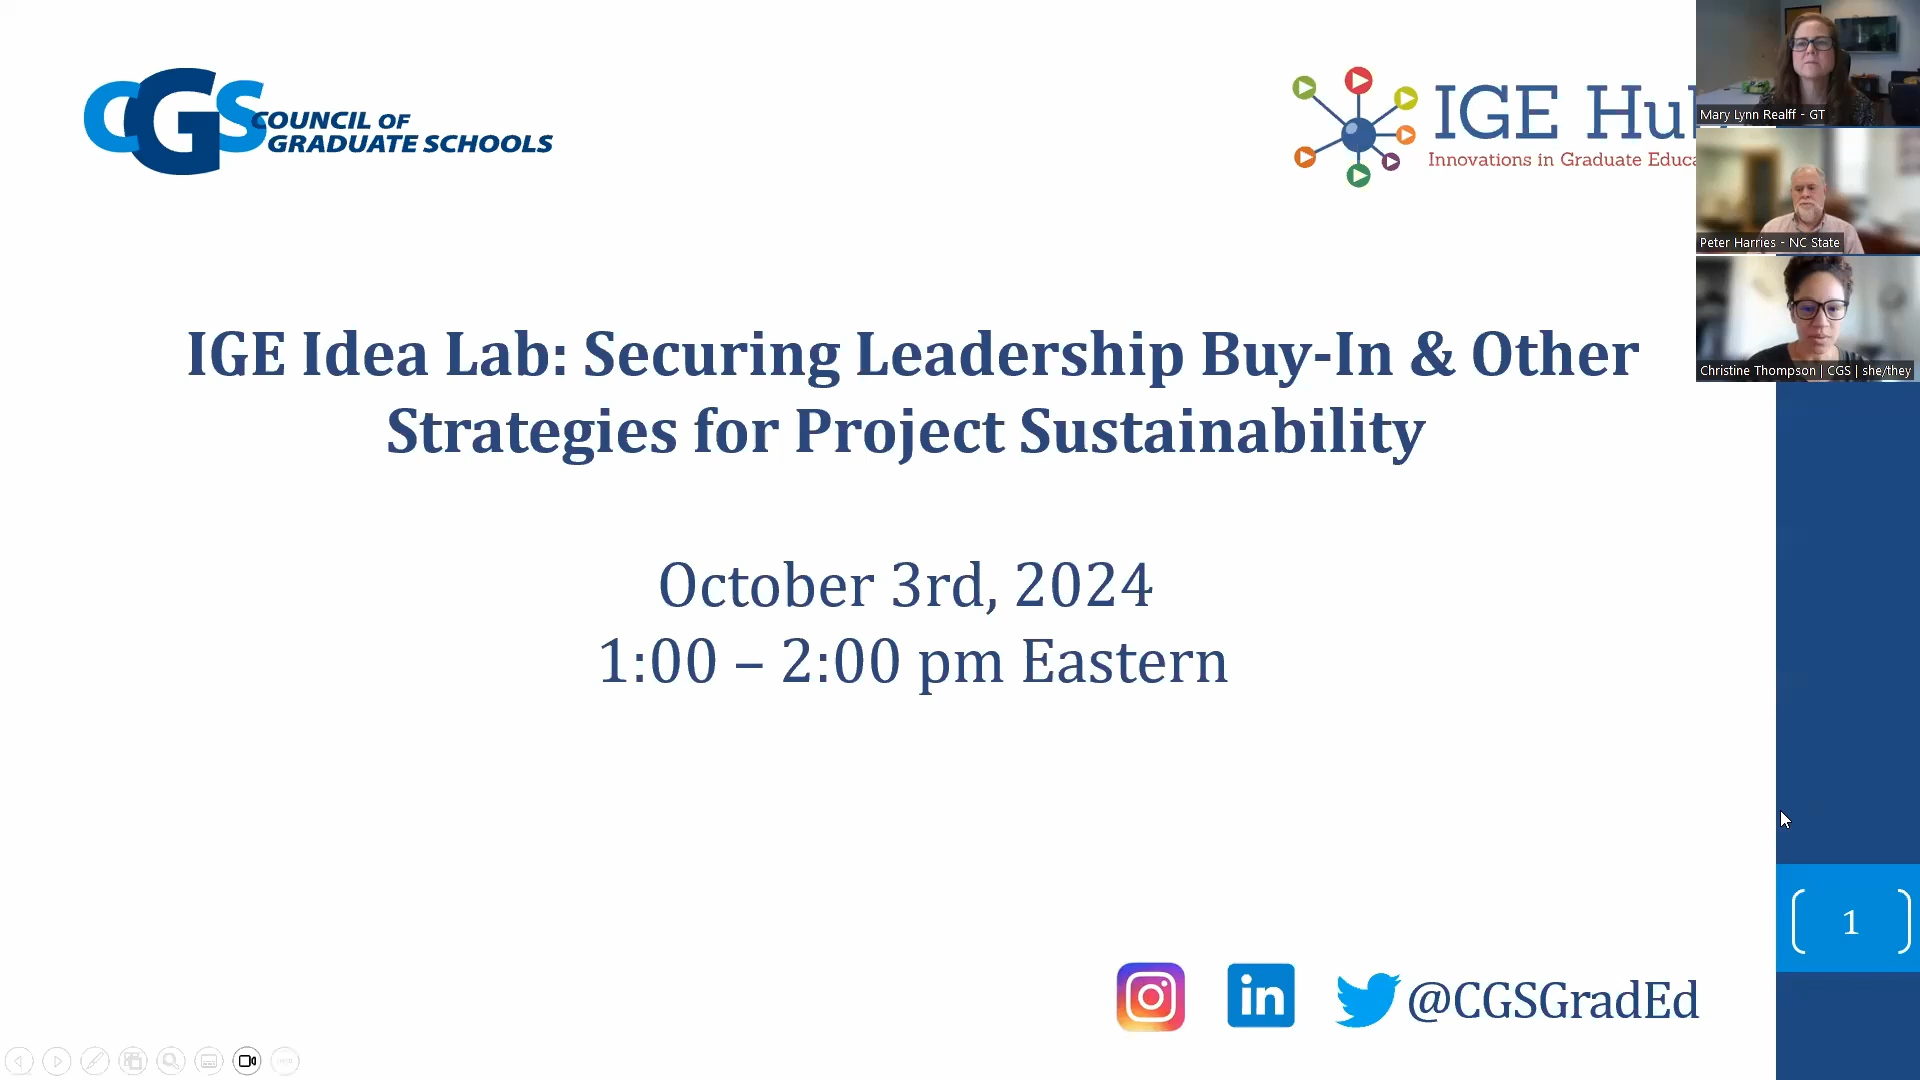 CGS COUNCIL OF
GRADUATE SCHOOLS
IGE Hu
Innovations in Graduate Educa
Mary Lynn Realff - GT
Peter Harries - NC State
Christine Thompson | CGS | she/they
IGE Idea Lab: Securing Leadership Buy-In & Other
Strategies for Project Sustainability
October 3rd, 2024
1:00 – 2:00 pm Eastern
1
in
@CGSGradEd